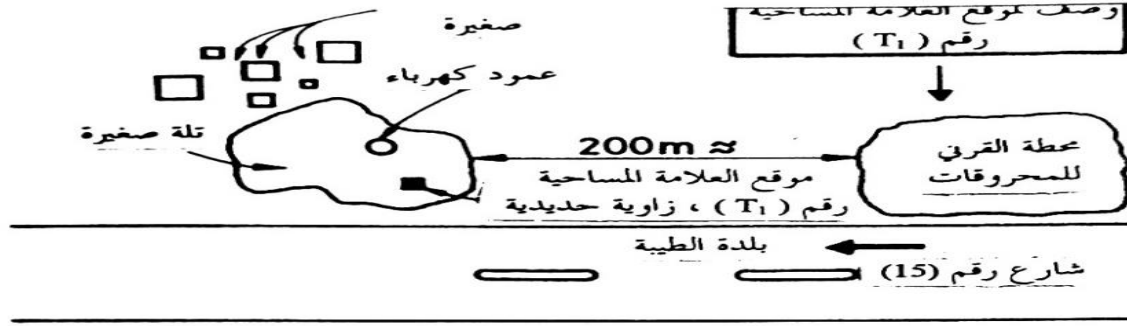 وصف لموقع العلامة المساحية
رقم ( T1 )
صغيرة
عمود كهرباء
تلة صغيرة
200m ≈
محطة القرني
للمحروقات
موقع العلامة المساحية
رقم ( T1 ) ، زاوية حديدية
بلدة الطيبة
شارع رقم (15)